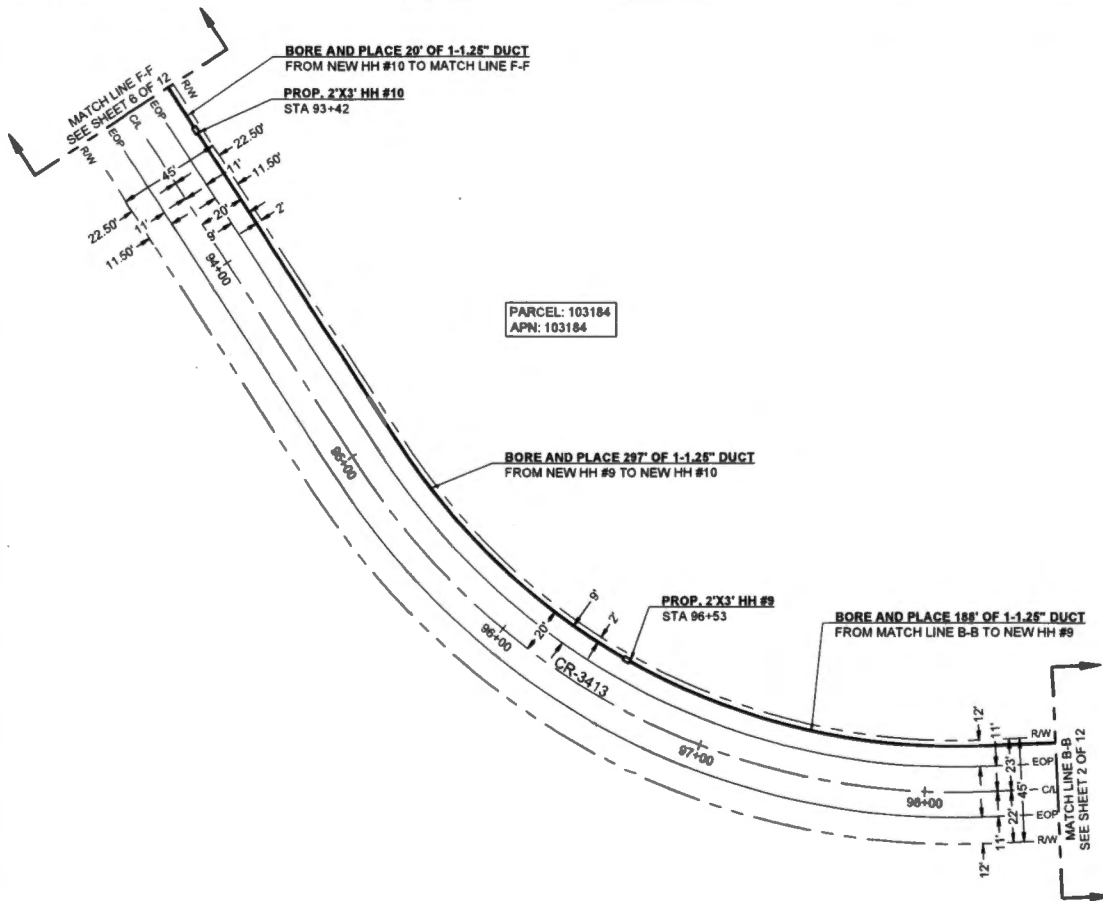 BORE AND PLACE 20' OF 1-1.25" DUCT
FROM NEW HH #10 TO MATCH LINE F-F
PROP. 2'X3' HH #10
STA 93+42
MATCH LINE F-F
SEE SHEET 6 OF 12
R/W
EOP
C/L
EOP
R/W
22.50'
11'
11.50'
45'
20'
2'
9'
22.50'
11'
11.50'
94+00
PARCEL: 103184
APN: 103184
95+00
BORE AND PLACE 297' OF 1-1.25" DUCT
FROM NEW HH #9 TO NEW HH #10
9'
2'
20'
96+00
CR-3413
PROP. 2'X3' HH #9
STA 96+53
BORE AND PLACE 188' OF 1-1.25" DUCT
FROM MATCH LINE B-B TO NEW HH #9
97+00
98+00
12'
11'
23'
45'
22'
11'
12'
R/W
EOP
C/L
EOP
R/W
MATCH LINE B-B
SEE SHEET 2 OF 12